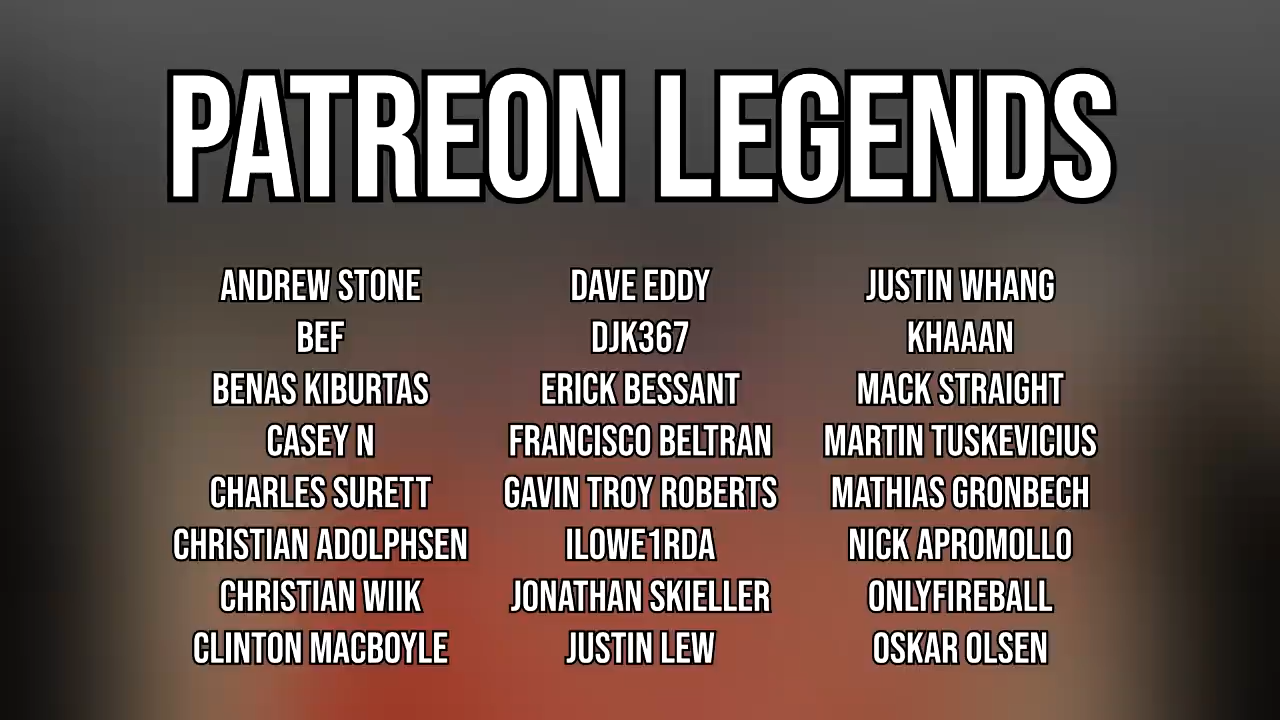 PATREON LEGENDS
ANDREW STONE
BEF
BENAS KIBURTAS
CASEY N
CHARLES SURETT
CHRISTIAN ADOLPHSEN
CHRISTIAN WIIK
CLINTON MACBOYLE
DAVE EDDY
DJK367
ERICK BESSANT
FRANCISCO BELTRAN
GAVIN TROY ROBERTS
ILOWE1RDA
JONATHAN SKIELLER
JUSTIN LEW
JUSTIN WHANG
KHAAAN
MACK STRAIGHT
MARTIN TUSKEVICIUS
MATHIAS GRONBECH
NICK APROMOLLO
ONLYFIREBALL
OSKAR OLSEN